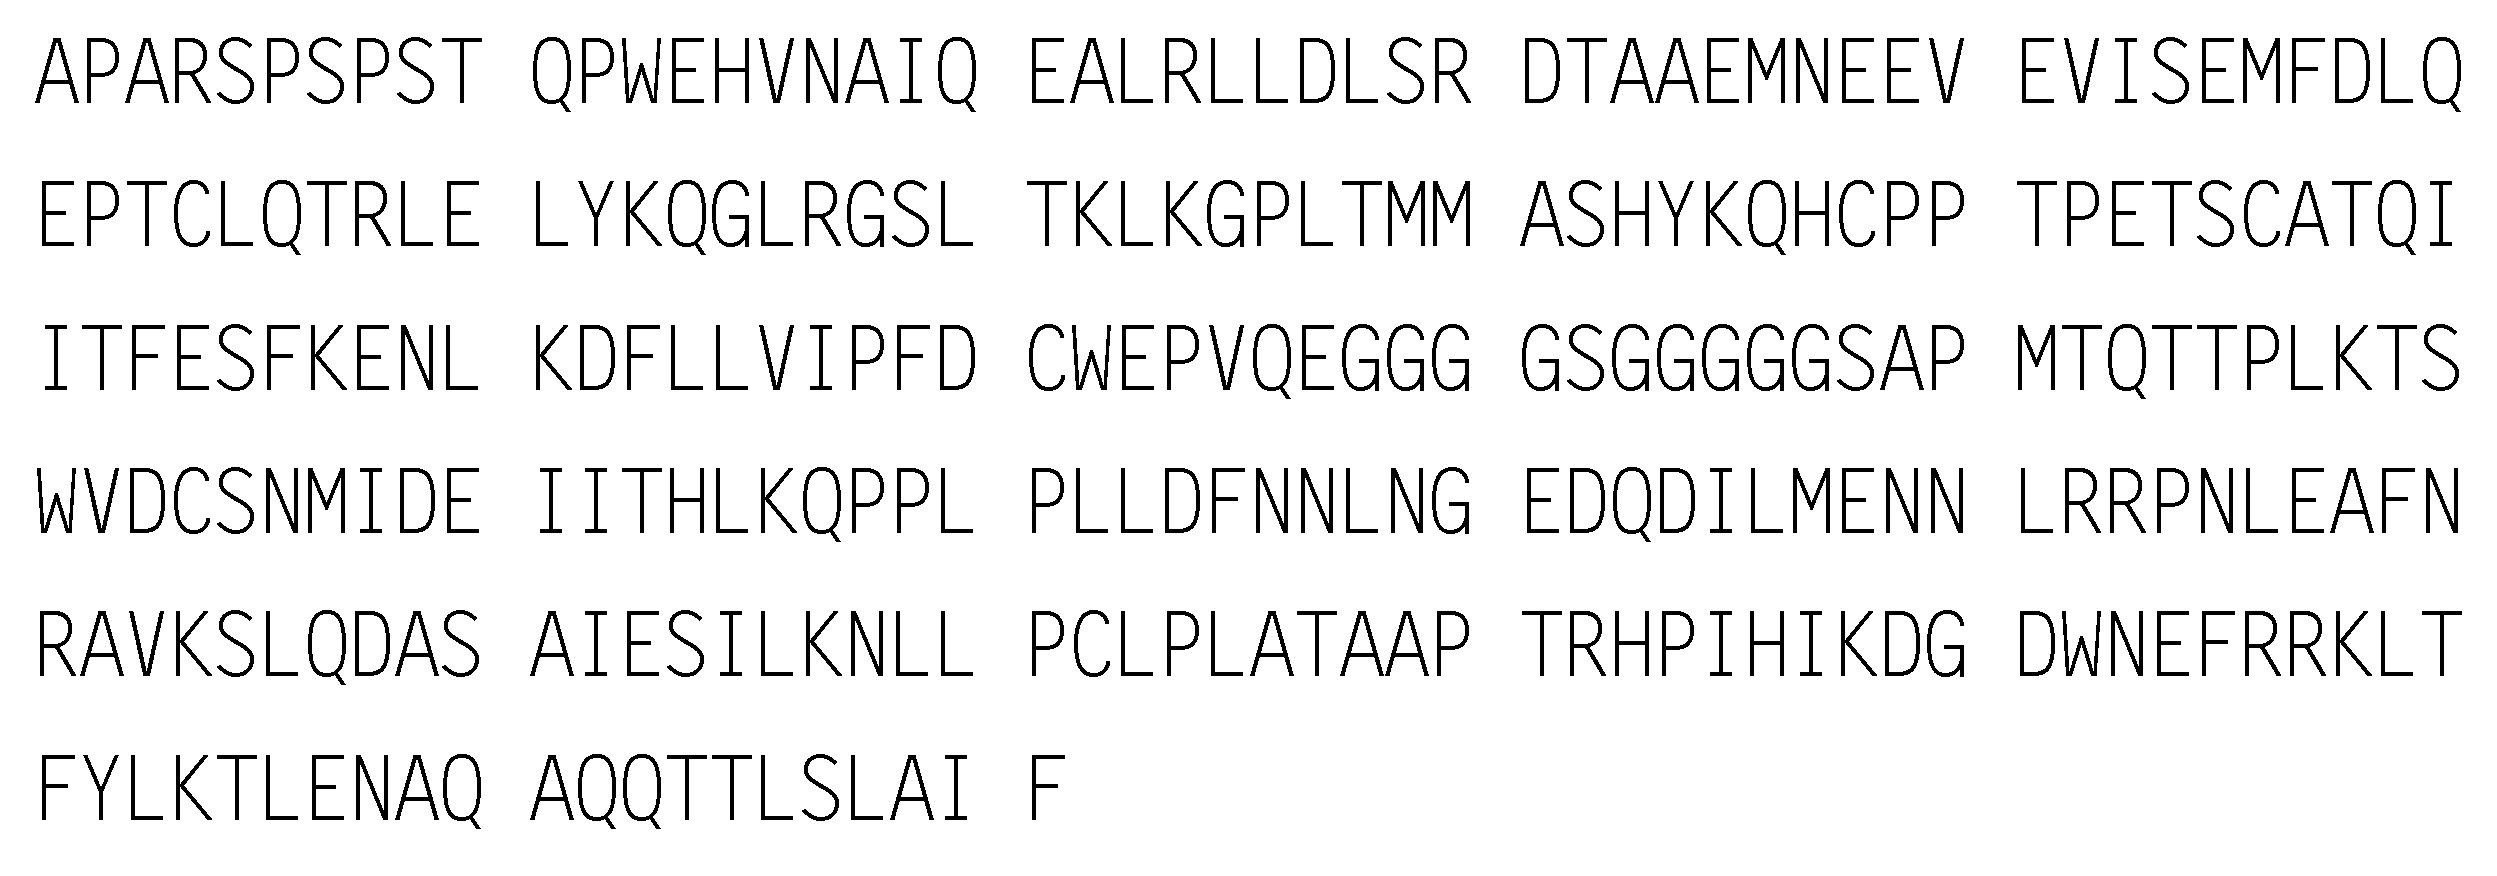 APARSPSPST QPWEHVNAIQ EALRLLDLSR DTAAEMNEEV EVISEMFDLQ
EPTCLQTRLE LYKQGLRGSL TKLKGPLTMM ASHYKQHCPP TPETSCATQI
ITFESFKENL KDFLLVIPFD CWEPVQEGGG GSGGGGGSAP MTQTTPLKTS
WVDCSNMIDE IITHLKQPPL PLLDFNNLNG EDQDILMENN LRRPNLEAFN
RAVKSLQDAS AIESILKNLL PCLPLATAAP TRHPIHIKDG DWNEFRRKLT
FYLKTLENAQ AQQTTLSLAI F